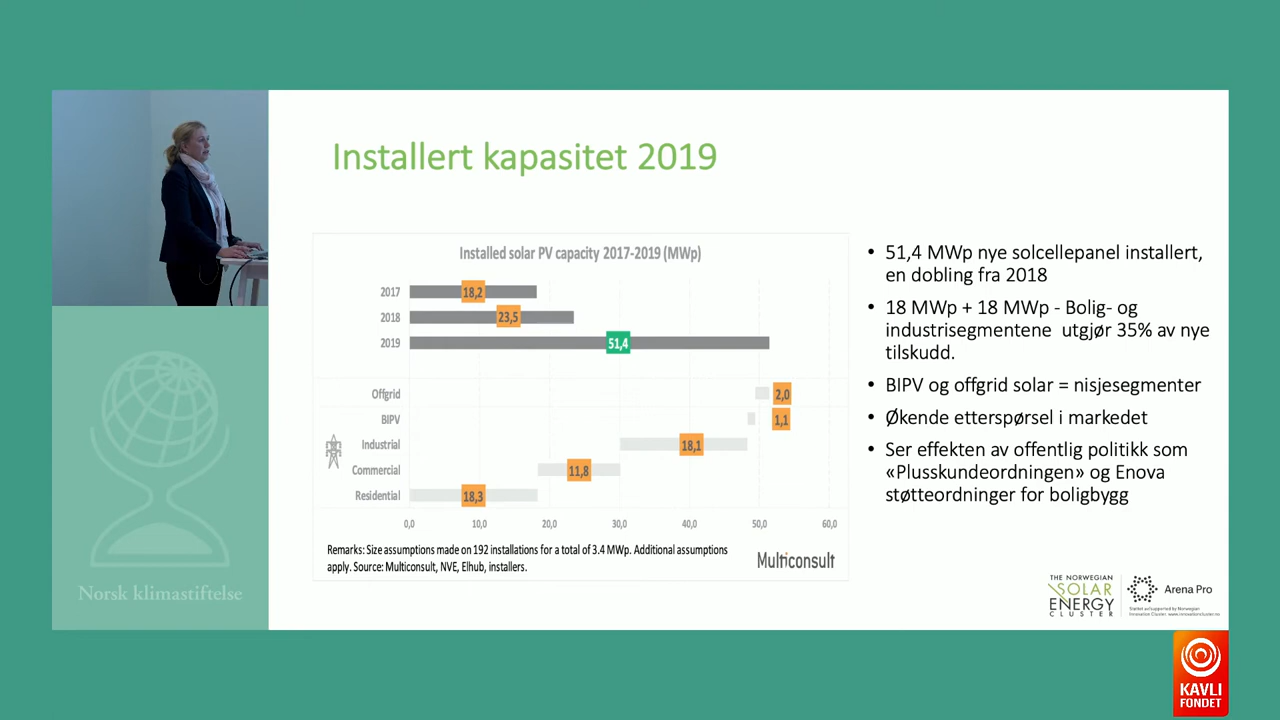 Installert kapasitet 2019
Installed solar PV capacity 2017-2019 (MWp)
2017 18,2
2018 23,5
2019 51,4
Offgrid 2,0
BIPV 1,1
Industrial 18,1
Commercial 11,8
Residential 18,3
0,0 10,0 20,0 30,0 40,0 50,0 60,0
Remarks: Size assumptions made on 192 installations for a total of 3.4 MWp. Additional assumptions
apply. Source: Multiconsult, NVE, Elhub, installers.
Multiconsult
• 51,4 MWp nye solcellepanel installert,
en dobling fra 2018
• 18 MWp + 18 MWp - Bolig- og
industrisegmentene utgjør 35% av nye
tilskudd.
• BIPV og offgrid solar = nisjesegmenter
• Økende etterspørsel i markedet
• Ser effekten av offentlig politikk som
«Plusskundeordningen» og Enova
støtteordninger for boligbygg
THE NORWEGIAN
SOLAR
ENERGY
CLUSTER
Arena Pro
Norsk klimastiftelse
KAVLI
FONDET